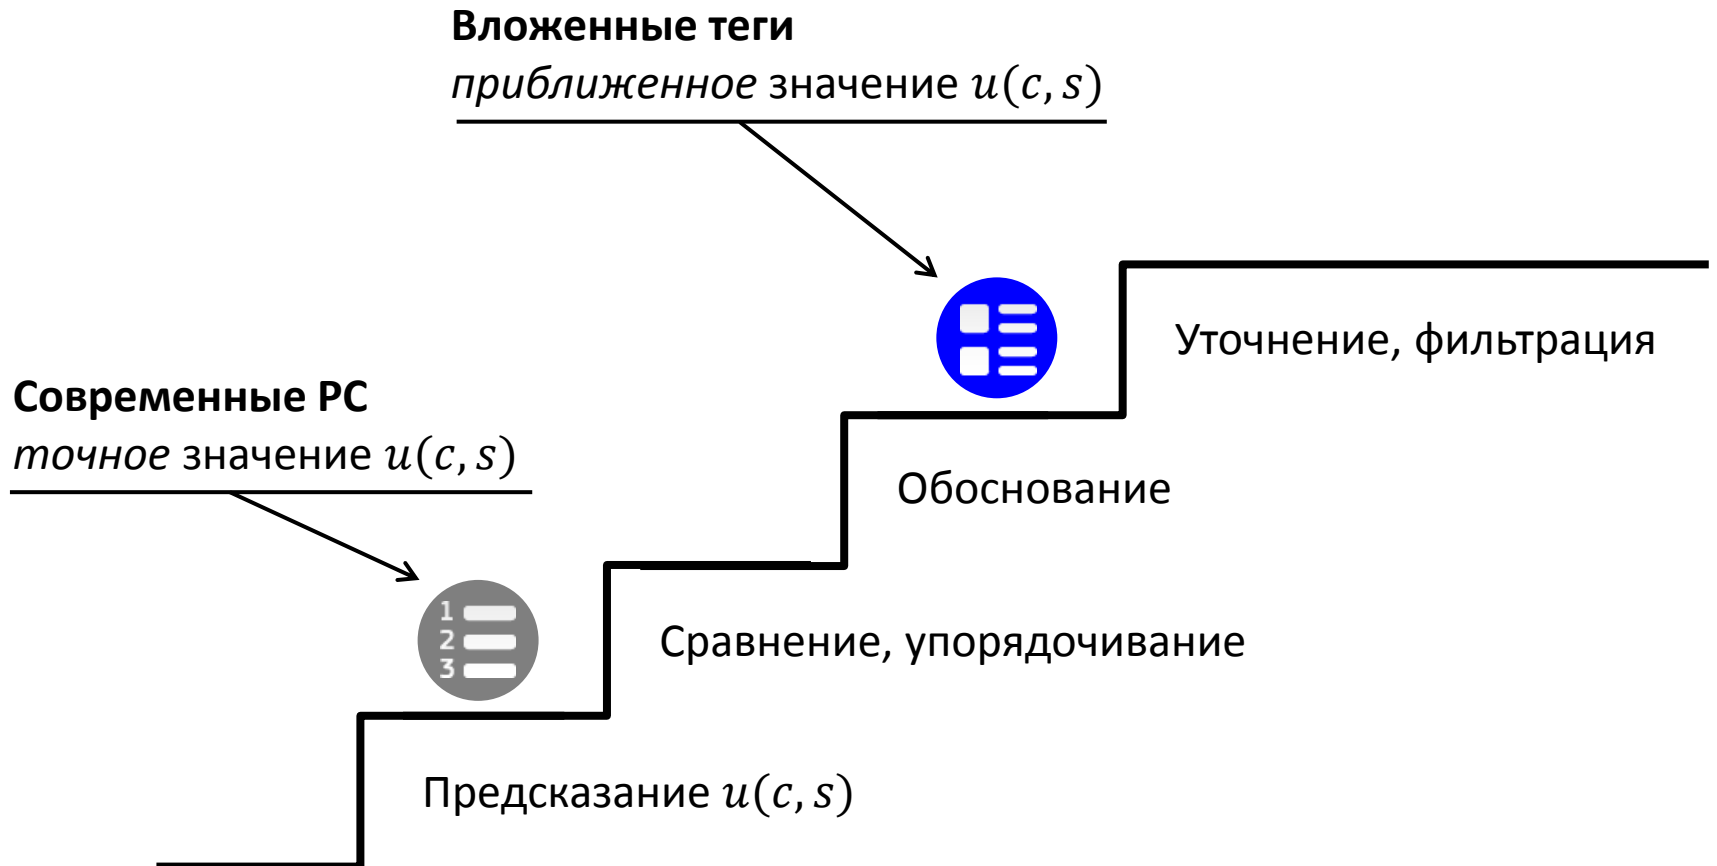 Вложенные теги
приближенное значение u(c, s)
Уточнение, фильтрация
Современные РС
точное значение u(c, s)
Обоснование
1
2
3
Сравнение, упорядочивание
Предсказание u(c, s)